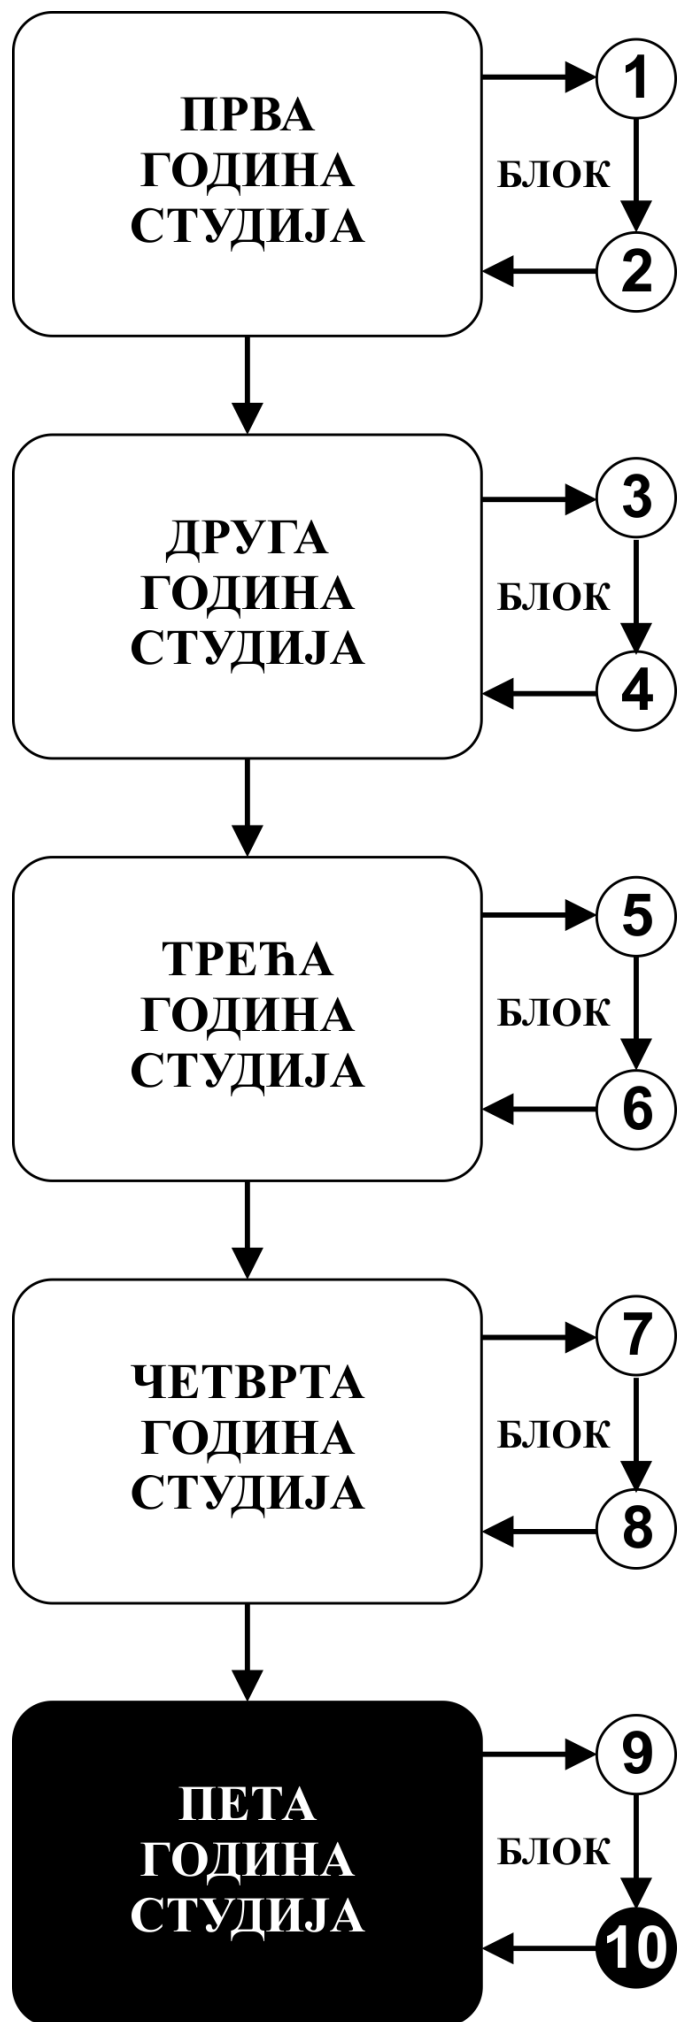 ПРВА
ГОДИНА
СТУДИЈА
1
БЛОК
2
ДРУГА
ГОДИНА
СТУДИЈА
3
БЛОК
4
ТРЕЋА
ГОДИНА
СТУДИЈА
5
БЛОК
6
ЧЕТВРТА
ГОДИНА
СТУДИЈА
7
БЛОК
8
ПЕТА
ГОДИНА
СТУДИЈА
9
БЛОК
10